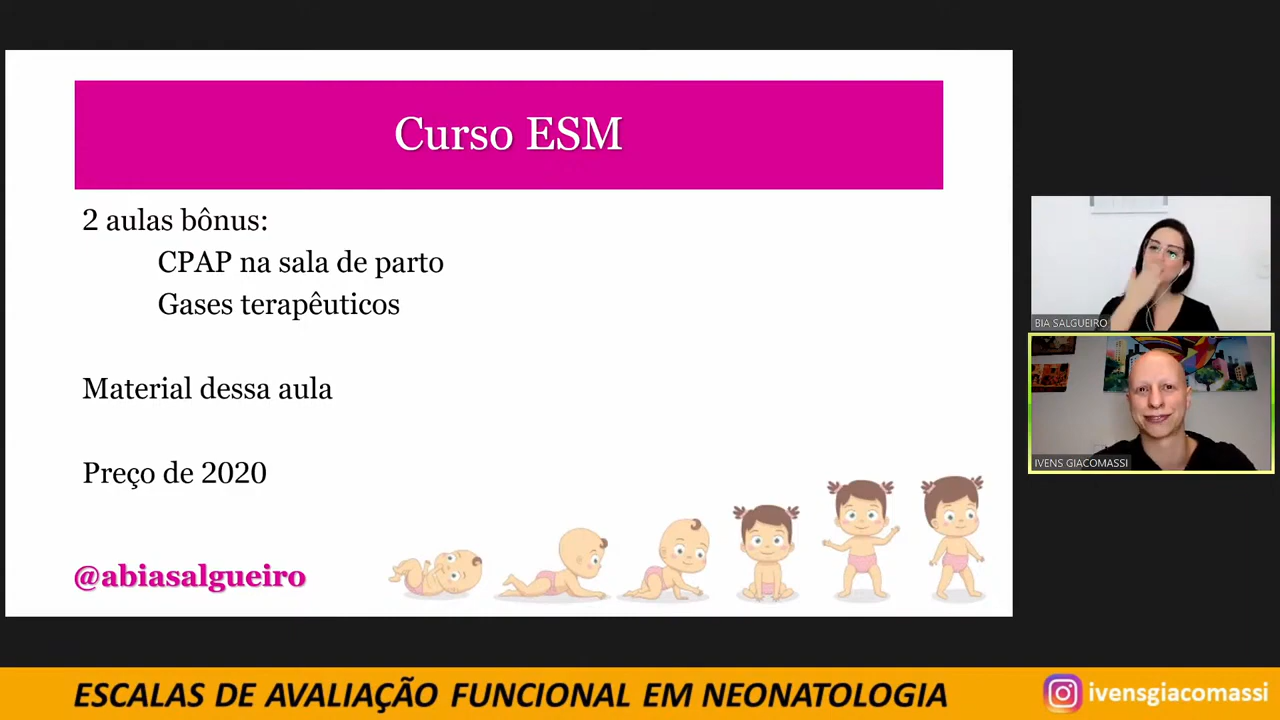 Curso ESM
2 aulas bônus:
CPAP na sala de parto
Gases terapêuticos
Material dessa aula
Preço de 2020
@abiasalgueiro
BIA SALGUEIRO
IVENS GIACOMASSI
ESCALAS DE AVALIAÇÃO FUNCIONAL EM NEONATOLOGIA
ivensgiacomassi